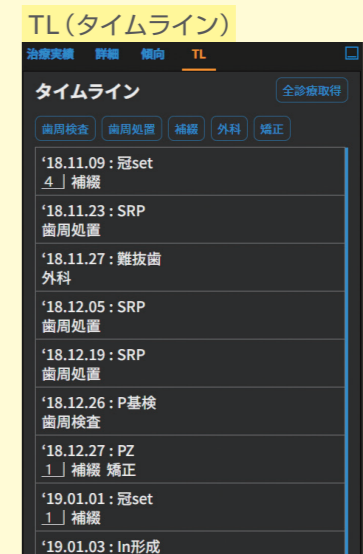 TL（タイムライン）
治療実績 詳細 傾向 TL
タイムライン 全診療取得
歯周検査 歯周処置 補綴 外科 矯正
‘18.11.09 : 冠set
4｣ 補綴
‘18.11.23 : SRP
歯周処置
‘18.11.27 : 難抜歯
外科
‘18.12.05 : SRP
歯周処置
‘18.12.19 : SRP
歯周処置
‘18.12.26 : P基検
歯周検査
‘18.12.27 : PZ
1｣ 補綴 矯正
‘19.01.01 : 冠set
1｣ 補綴
‘19.01.03 : In形成